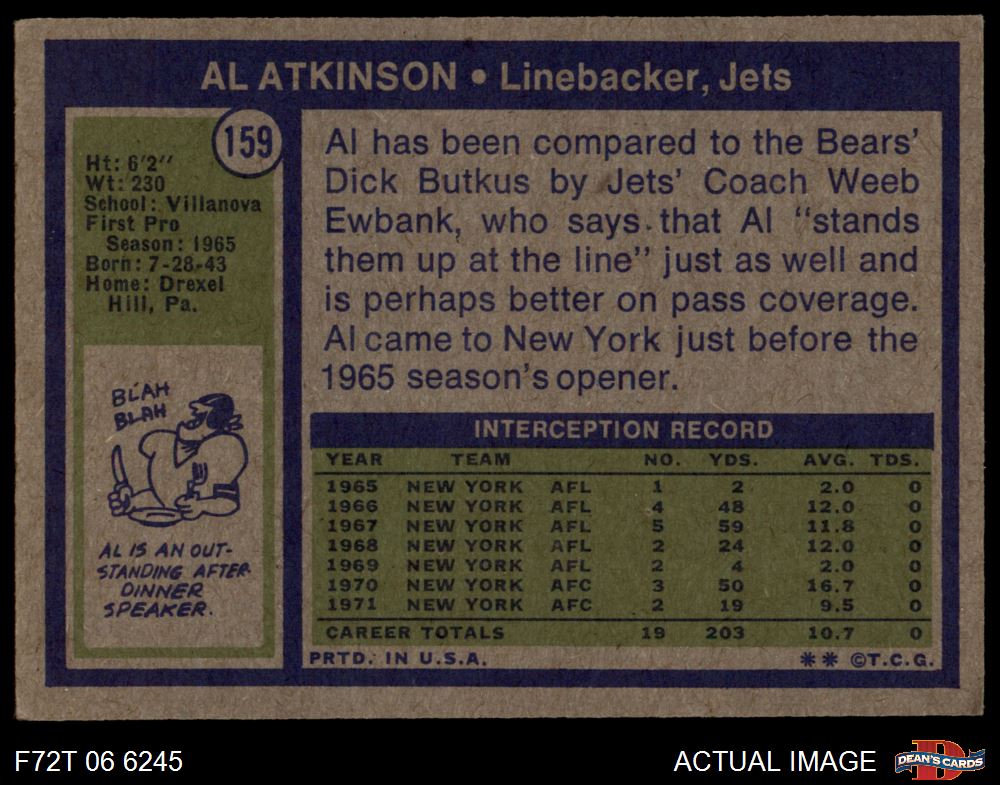 AL ATKINSON • Linebacker, Jets
159
Ht: 6'2"
Wt: 230
School: Villanova
First Pro
Season: 1965
Born: 7-28-43
Home: Drexel
Hill, Pa.
BLAH
BLAH
AL IS AN OUT-
STANDING AFTER
DINNER
SPEAKER.
Al has been compared to the Bears'
Dick Butkus by Jets' Coach Weeb
Ewbank, who says that Al "stands
them up at the line" just as well and
is perhaps better on pass coverage.
Al came to New York just before the
1965 season's opener.
INTERCEPTION RECORD
YEAR TEAM NO. YDS. AVG. TDS.
1965 NEW YORK AFL 1 2 2.0 0
1966 NEW YORK AFL 4 48 12.0 0
1967 NEW YORK AFL 5 59 11.8 0
1968 NEW YORK AFL 2 24 12.0 0
1969 NEW YORK AFL 2 4 2.0 0
1970 NEW YORK AFC 3 50 16.7 0
1971 NEW YORK AFC 2 19 9.5 0
CAREER TOTALS 19 203 10.7 0
PRTD. IN U.S.A. ** ©T.C.G.
F72T 06 6245 ACTUAL IMAGE
D
DEAN'S CARDS